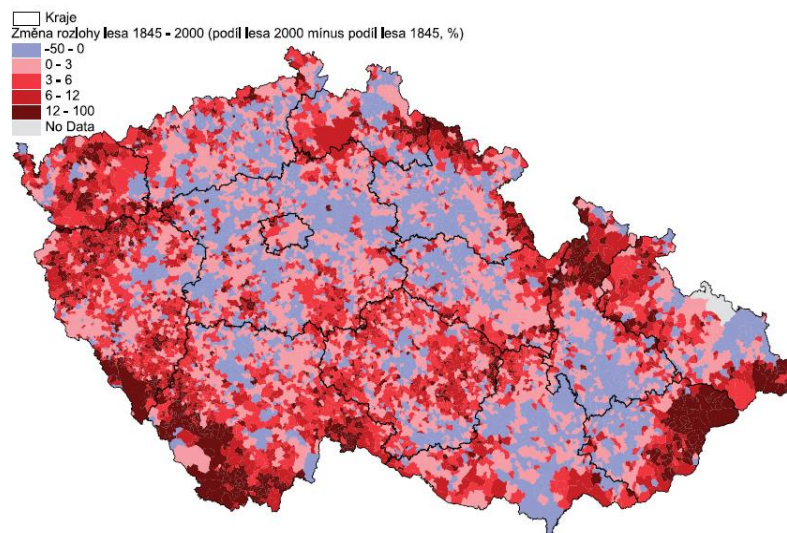 Kraje
Změna rozlohy lesa 1845 - 2000 (podíl lesa 2000 mínus podíl lesa 1845, %)
-50 - 0
0 - 3
3 - 6
6 - 12
12 - 100
No Data